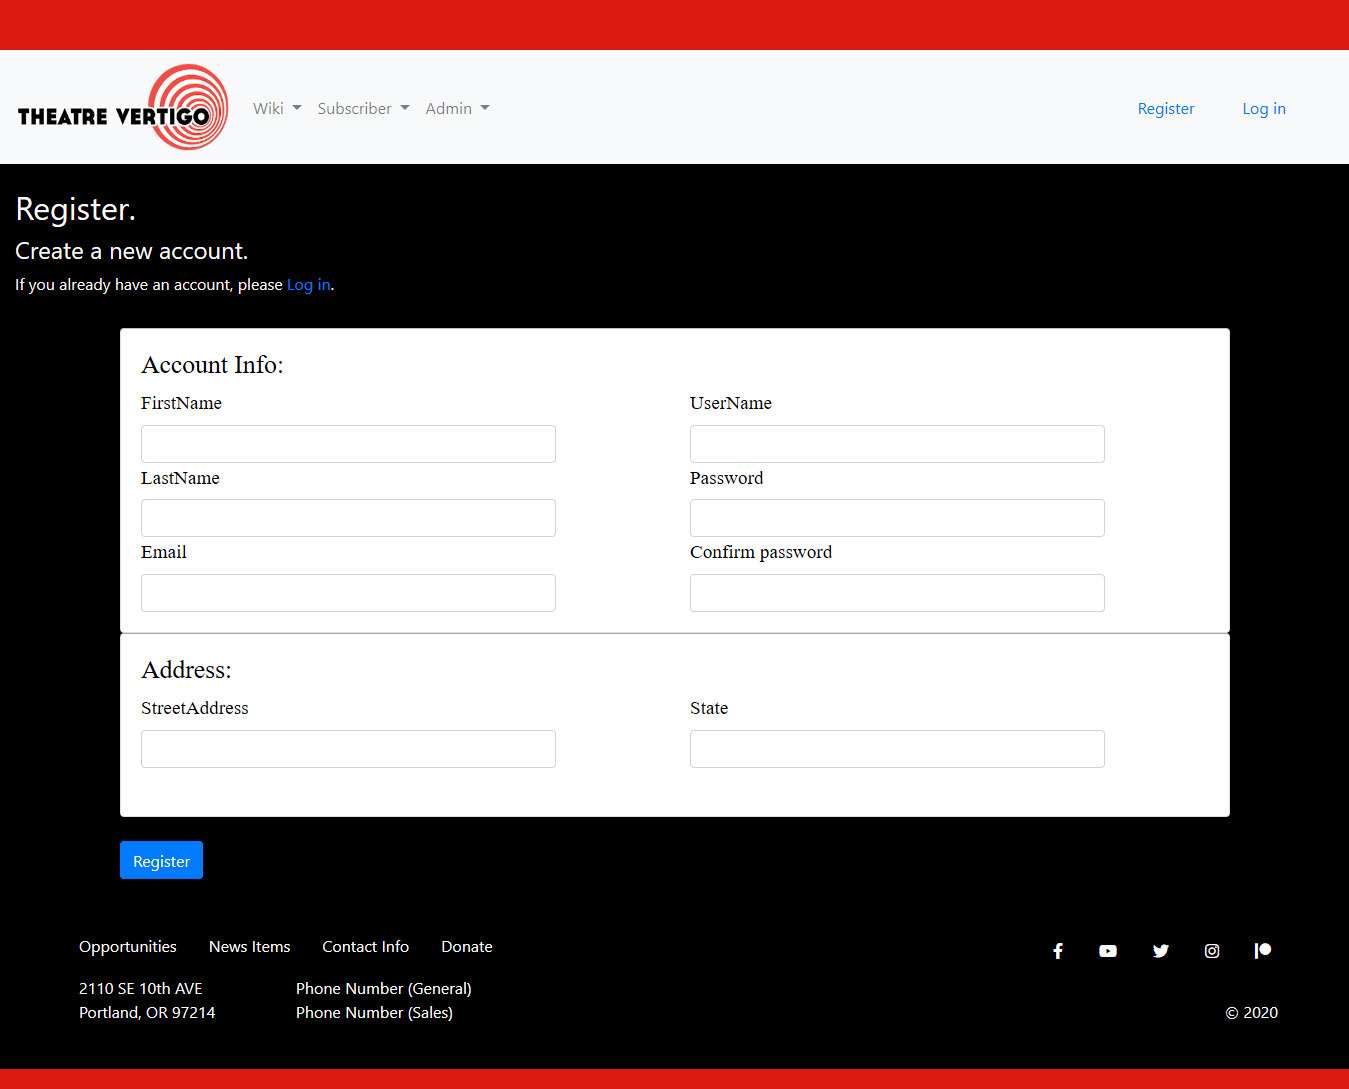 THEATRE VERTIGO
Wiki Subscriber Admin Register Log in
Register.
Create a new account.
If you already have an account, please Log in.
Account Info:
FirstName UserName
LastName Password
Email Confirm password
Address:
StreetAddress State
Register
Opportunities News Items Contact Info Donate
2110 SE 10th AVE Phone Number (General)
Portland, OR 97214 Phone Number (Sales) © 2020